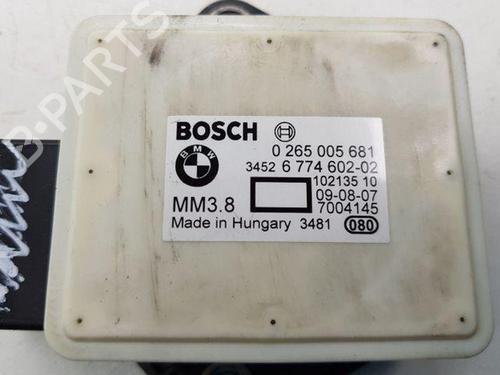 BOSCH 0 265 005 681
BMW 3452 6 774 602-02
102135 10
MM3.8 09-08-07
7004145
Made in Hungary 3481 080
B-PARTS